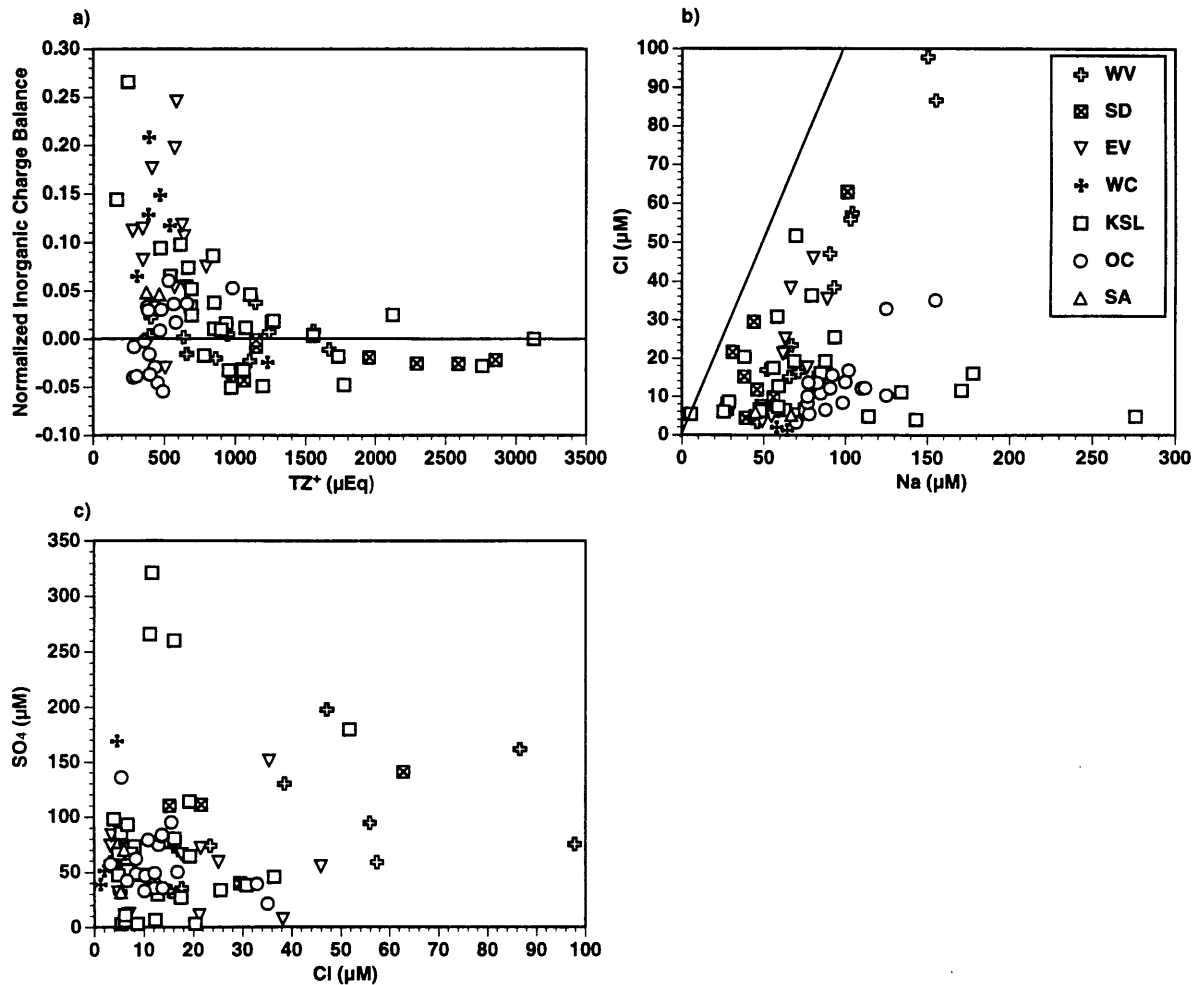 a)
Normalized Inorganic Charge Balance
0.30
0.25
0.20
0.15
0.10
0.05
0.00
-0.05
-0.10
0 500 1000 1500 2000 2500 3000 3500
TZ⁺ (µEq)
b)
Cl (µM)
100
90
80
70
60
50
40
30
20
10
0
0 50 100 150 200 250 300
Na (µM)
WV
SD
EV
WC
KSL
OC
SA
c)
SO₄ (µM)
350
300
250
200
150
100
50
0
0 10 20 30 40 50 60 70 80 90 100
Cl (µM)